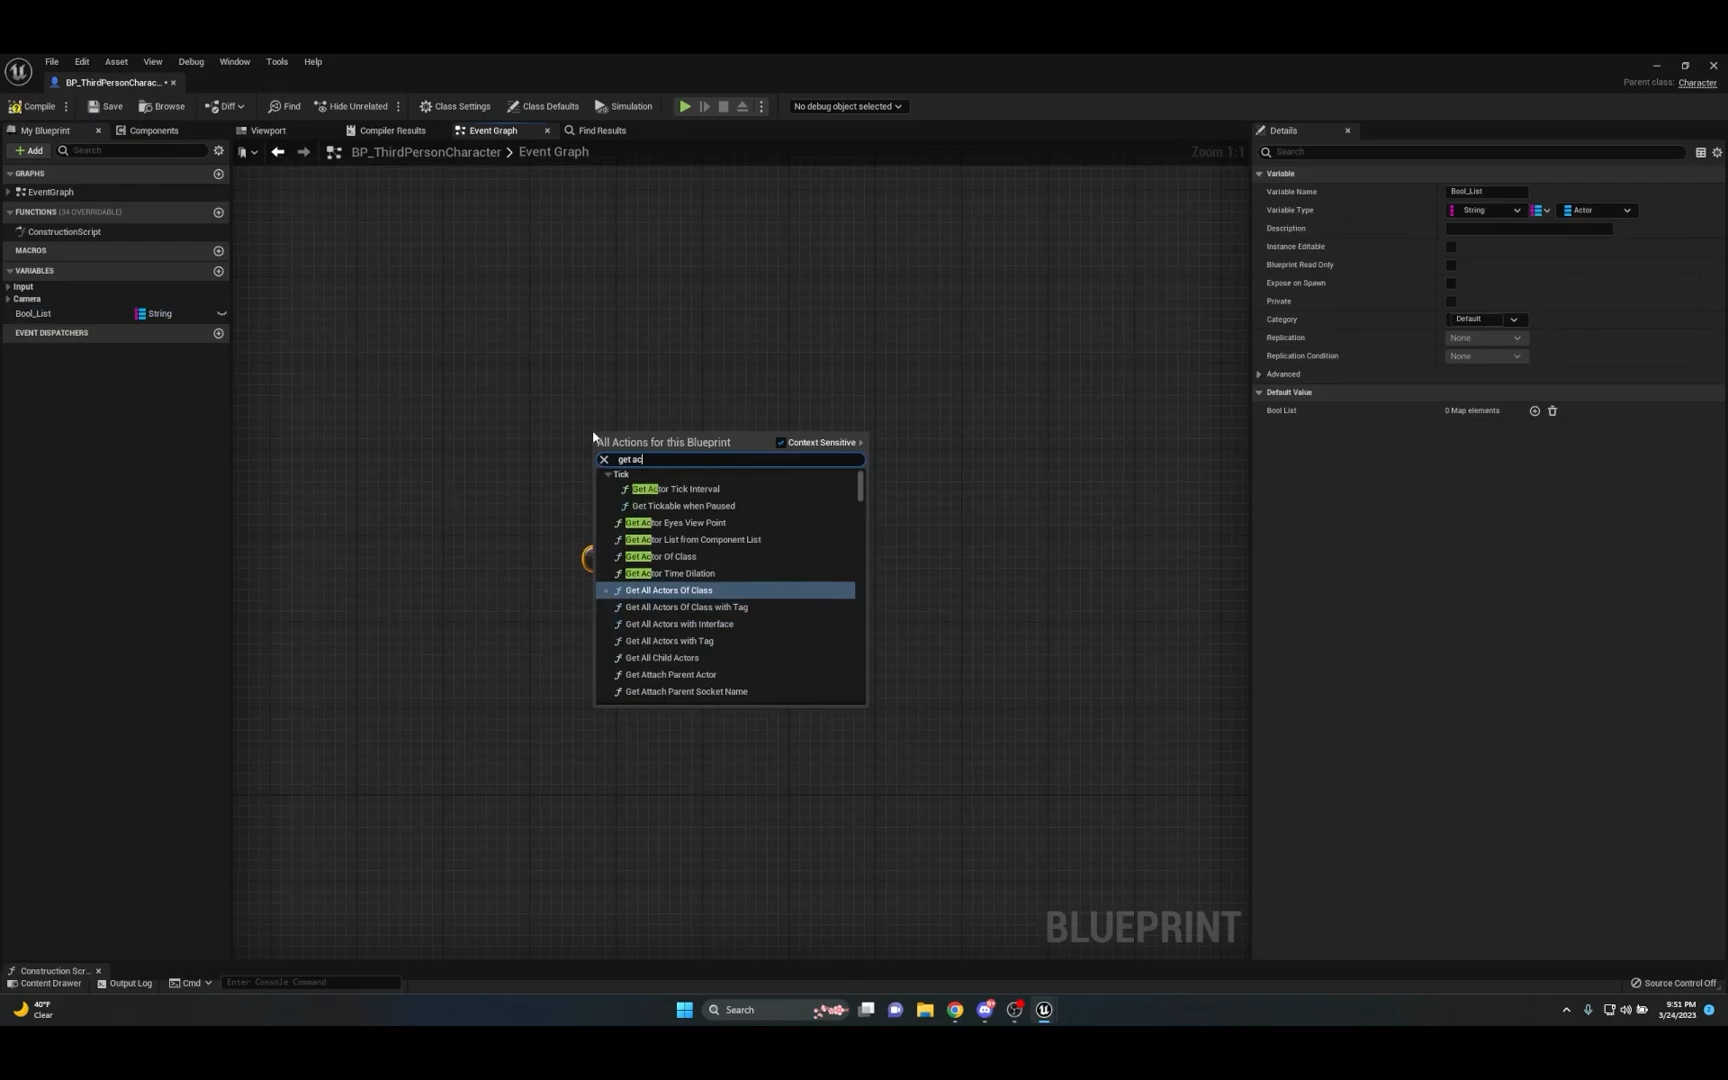 File Edit Asset View Debug Window Tools Help
BP_ThirdPersonCharac... •
Parent class: Character
Compile Save Browse Diff Find Hide Unrelated Class Settings Class Defaults Simulation No debug object selected
My Blueprint Components Viewport Compiler Results Event Graph Find Results Details
Add Search
BP_ThirdPersonCharacter > Event Graph
Zoom 1:1
Search
GRAPHS
EventGraph
FUNCTIONS (34 OVERRIDABLE)
ConstructionScript
MACROS
VARIABLES
Input
Camera
Bool_List String
EVENT DISPATCHERS
All Actions for this Blueprint Context Sensitive
get ac
Tick
Get Actor Tick Interval
Get Tickable when Paused
Get Actor Eyes View Point
Get Actor List from Component List
Get Actor Of Class
Get Actor Time Dilation
Get All Actors Of Class
Get All Actors Of Class with Tag
Get All Actors with Interface
Get All Actors with Tag
Get All Child Actors
Get Attach Parent Actor
Get Attach Parent Socket Name
Variable
Variable Name Bool_List
Variable Type String Actor
Description
Instance Editable
Blueprint Read Only
Expose on Spawn
Private
Category Default
Replication None
Replication Condition None
Advanced
Default Value
Bool List 0 Map elements
BLUEPRINT
Construction Scr...
Content Drawer Output Log Cmd Enter Console Command
Source Control Off
40°F
Clear
Search
9:51 PM
3/24/2023
2